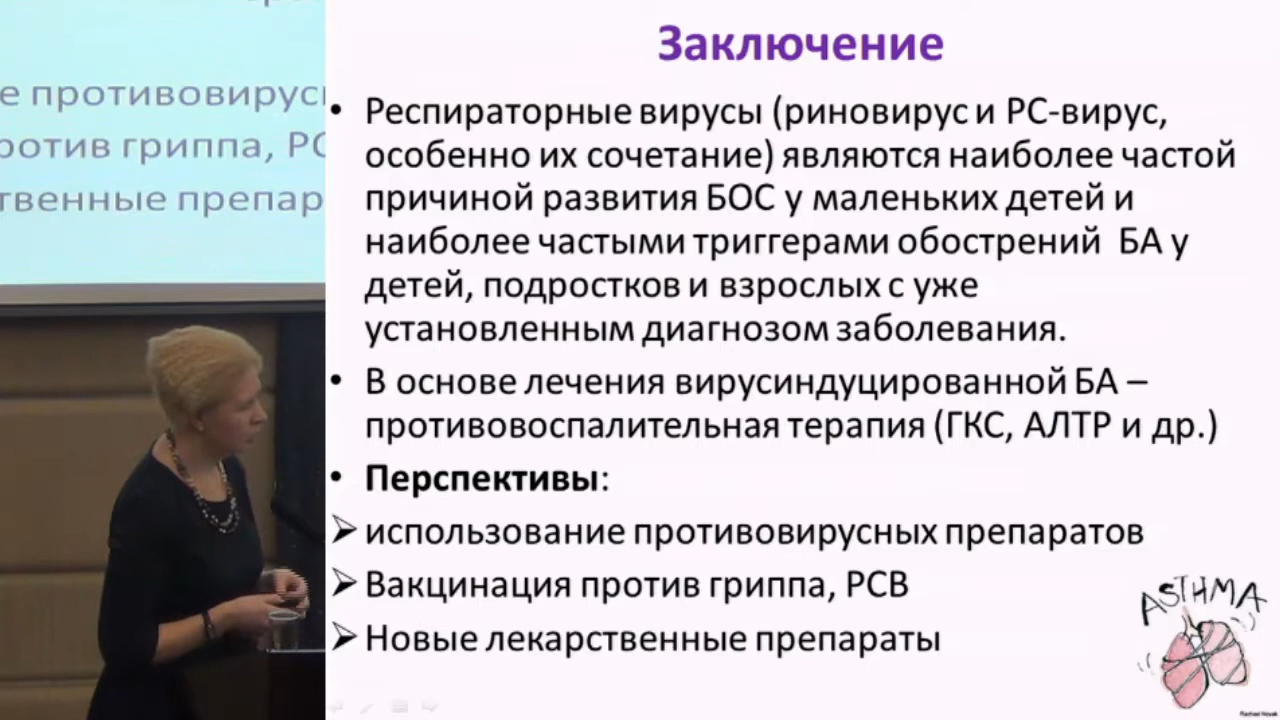 е противовирус
ротив гриппа, РС
твенные препар
Заключение
• Респираторные вирусы (риновирус и РС-вирус,
особенно их сочетание) являются наиболее частой
причиной развития БОС у маленьких детей и
наиболее частыми триггерами обострений БА у
детей, подростков и взрослых с уже
установленным диагнозом заболевания.
• В основе лечения вирусиндуцированной БА –
противовоспалительная терапия (ГКС, АЛТР и др.)
• Перспективы:
➢ использование противовирусных препаратов
➢ Вакцинация против гриппа, РСВ
➢ Новые лекарственные препараты
ASTHMA